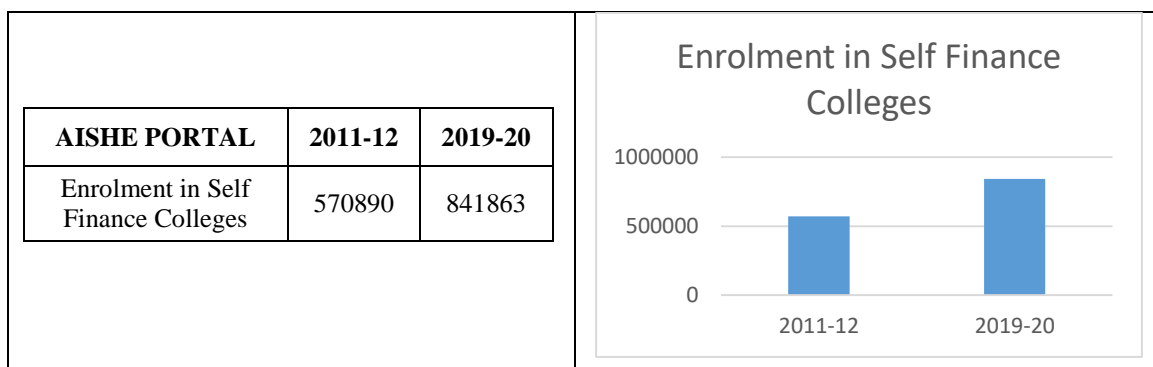 AISHE PORTAL 2011-12 2019-20
Enrolment in Self
Finance Colleges 570890 841863
Enrolment in Self Finance
Colleges
1000000
500000
0
2011-12 2019-20